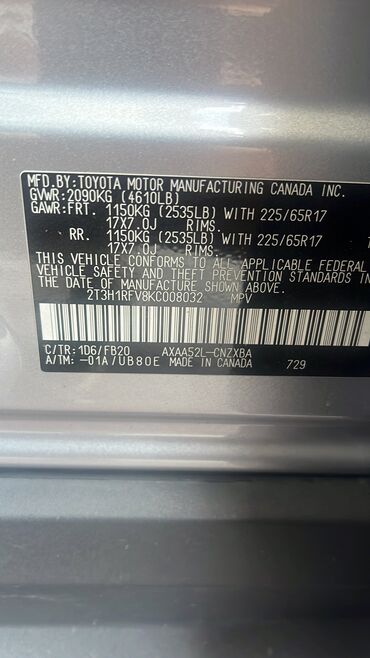 MFD.BY:TOYOTA MOTOR MANUFACTURING CANADA INC.
GVWR:2090KG (4610LB)
GAWR:FRT. 1150KG (2535LB) WITH 225/65R17
17X7.0J RIMS.
RR. 1150KG (2535LB) WITH 225/65R17
17X7.0J RIMS.
THIS VEHICLE CONFORMS TO ALL APPLICABLE FEDERAL
VEHICLE SAFETY STANDARDS IN EFFECT ON
THE DATE OF MANUFACTURE SHOWN ABOVE.
2T3H1RFV8KC008032 MPV
C/TR:1D6/FB20 AXAA52L-CNZXBA
A/TM:-01A/UB80E MADE IN CANADA 729